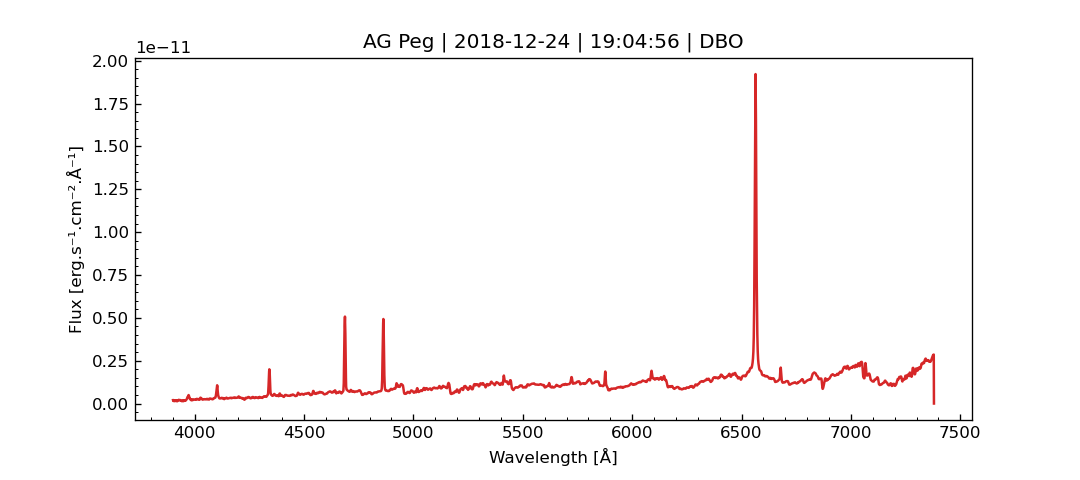 AG Peg | 2018-12-24 | 19:04:56 | DBO
1e−11
2.00
1.75
1.50
1.25
1.00
0.75
0.50
0.25
0.00
Flux [erg.s⁻¹.cm⁻².Å⁻¹]
4000 4500 5000 5500 6000 6500 7000 7500
Wavelength [Å]